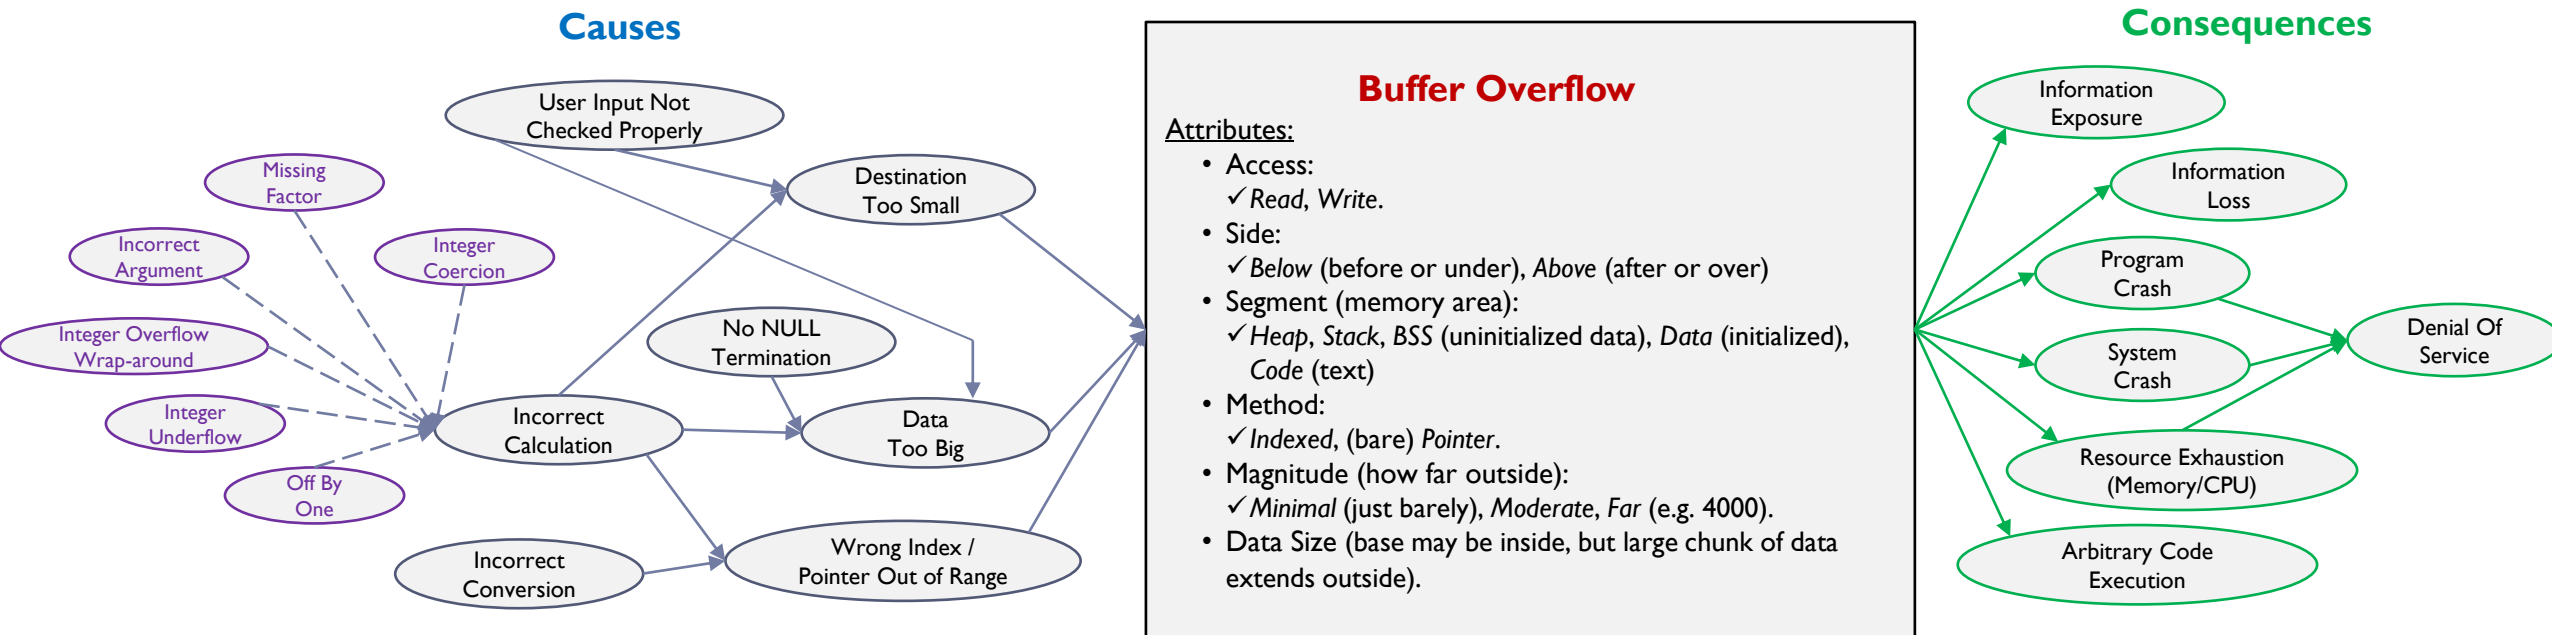 Causes
User Input Not
Checked Properly
Missing
Factor
Incorrect
Argument
Integer
Coercion
Integer Overflow
Wrap-around
Integer
Underflow
Off By
One
Destination
Too Small
No NULL
Termination
Incorrect
Calculation
Data
Too Big
Incorrect
Conversion
Wrong Index /
Pointer Out of Range
Buffer Overflow
Attributes:
• Access:
✓Read, Write.
• Side:
✓Below (before or under), Above (after or over)
• Segment (memory area):
✓Heap, Stack, BSS (uninitialized data), Data (initialized),
Code (text)
• Method:
✓Indexed, (bare) Pointer.
• Magnitude (how far outside):
✓Minimal (just barely), Moderate, Far (e.g. 4000).
• Data Size (base may be inside, but large chunk of data
extends outside).
Consequences
Information
Exposure
Information
Loss
Program
Crash
System
Crash
Denial Of
Service
Resource Exhaustion
(Memory/CPU)
Arbitrary Code
Execution